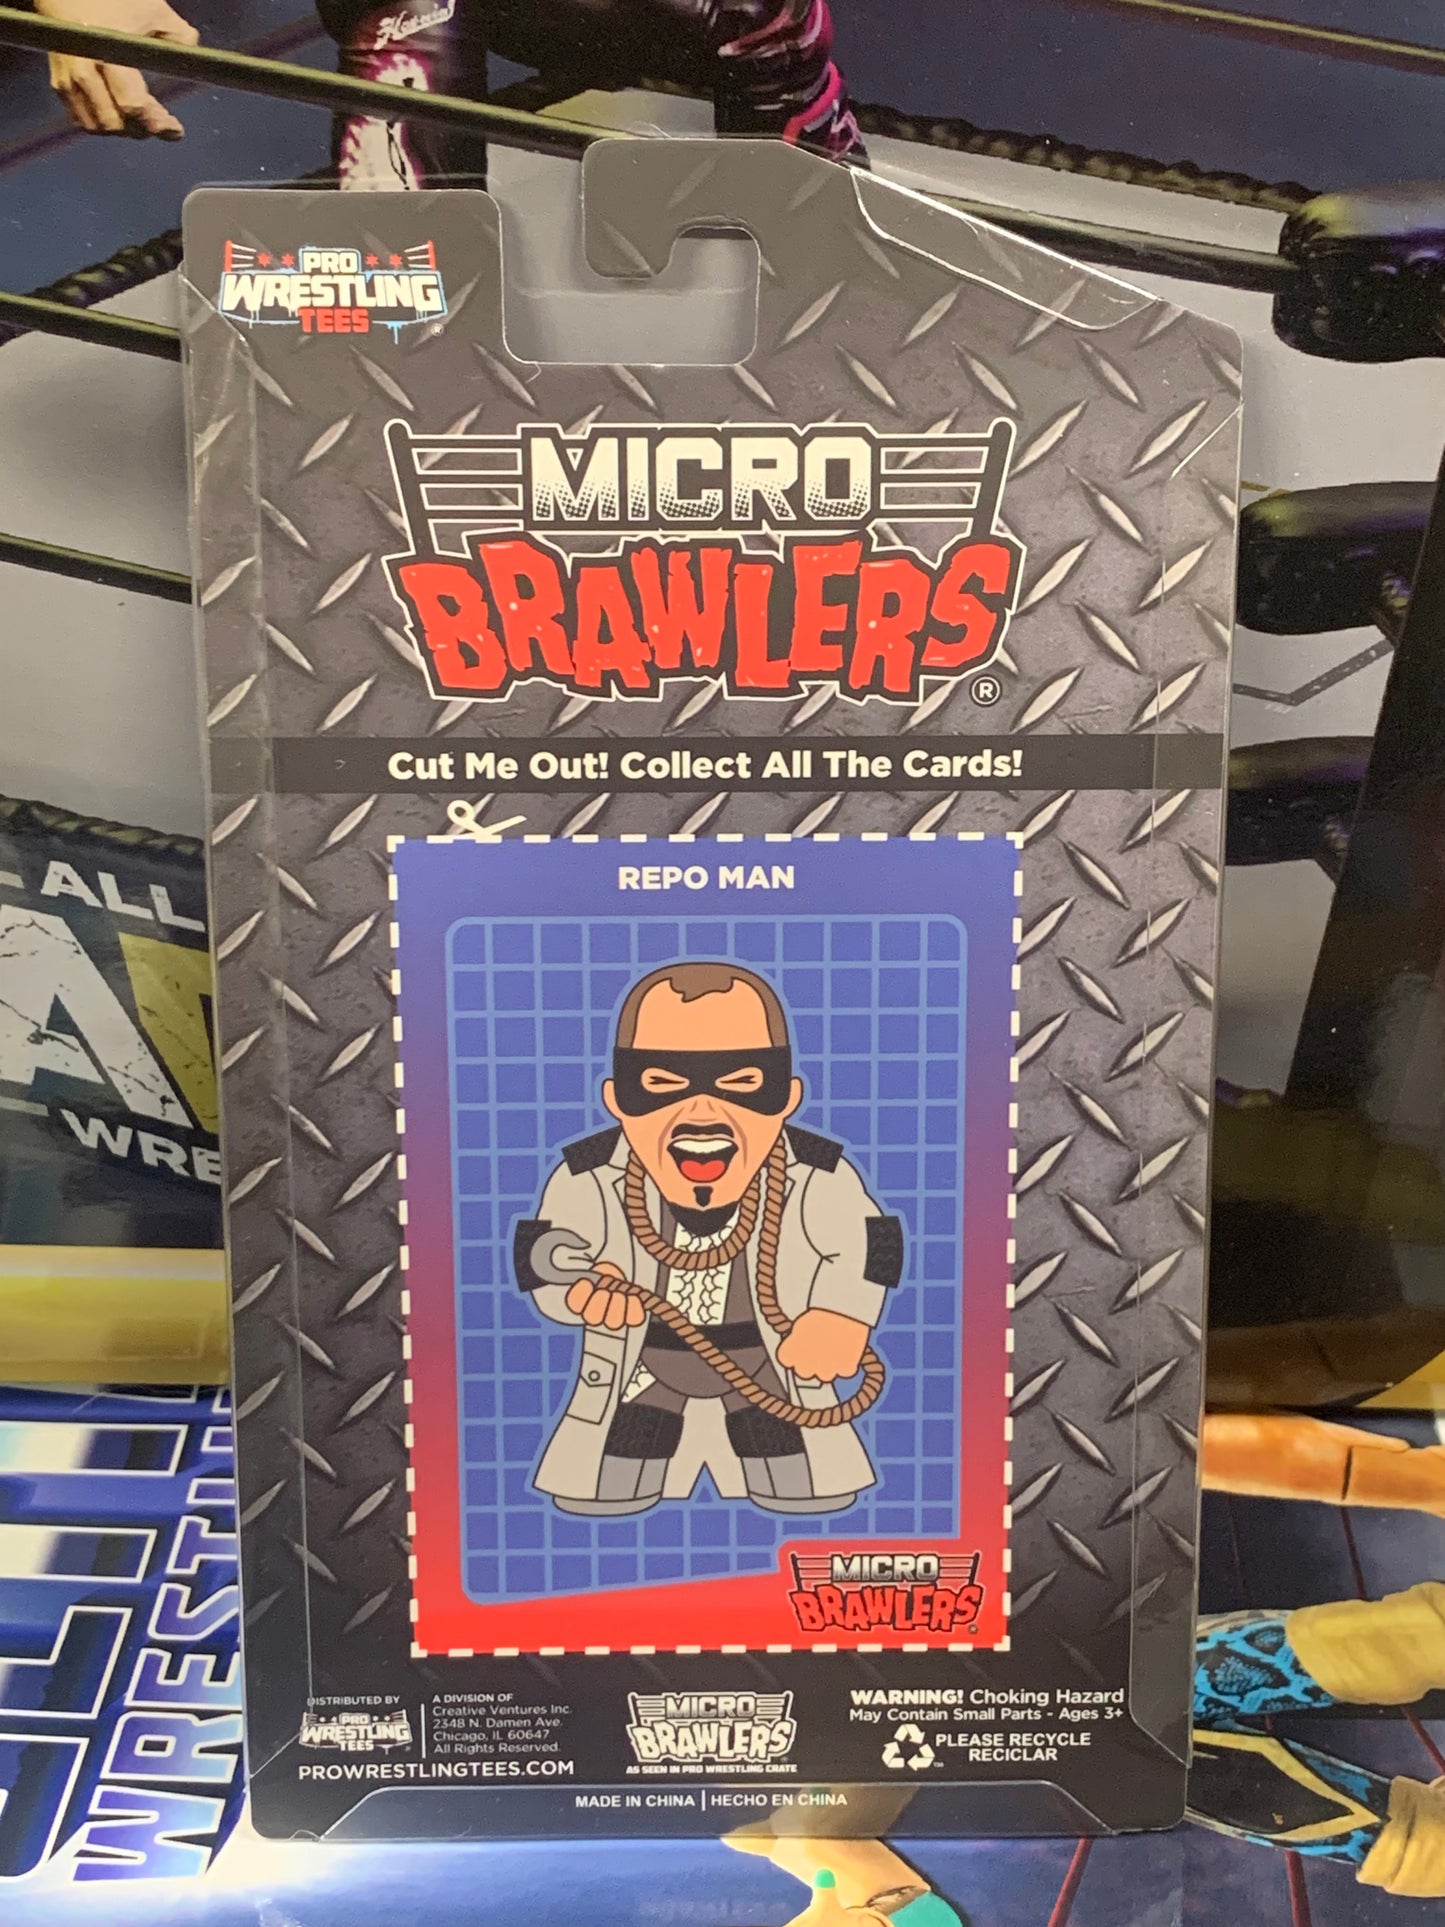 PRO
WRESTLING
TEES
®
MICRO
BRAWLERS
®
Cut Me Out! Collect All The Cards!
REPO MAN
MICRO
BRAWLERS
®
DISTRIBUTED BY
PRO
WRESTLING
TEES
A DIVISION OF
Creative Ventures Inc.
2348 N. Damen Ave.
Chicago, IL 60647
All Rights Reserved.
PROWRESTLINGTEES.COM
MICRO
BRAWLERS
AS SEEN IN PRO WRESTLING CRATE
WARNING! Choking Hazard
May Contain Small Parts - Ages 3+
PLEASE RECYCLE
RECICLAR
MADE IN CHINA | HECHO EN CHINA
ALL
WRE